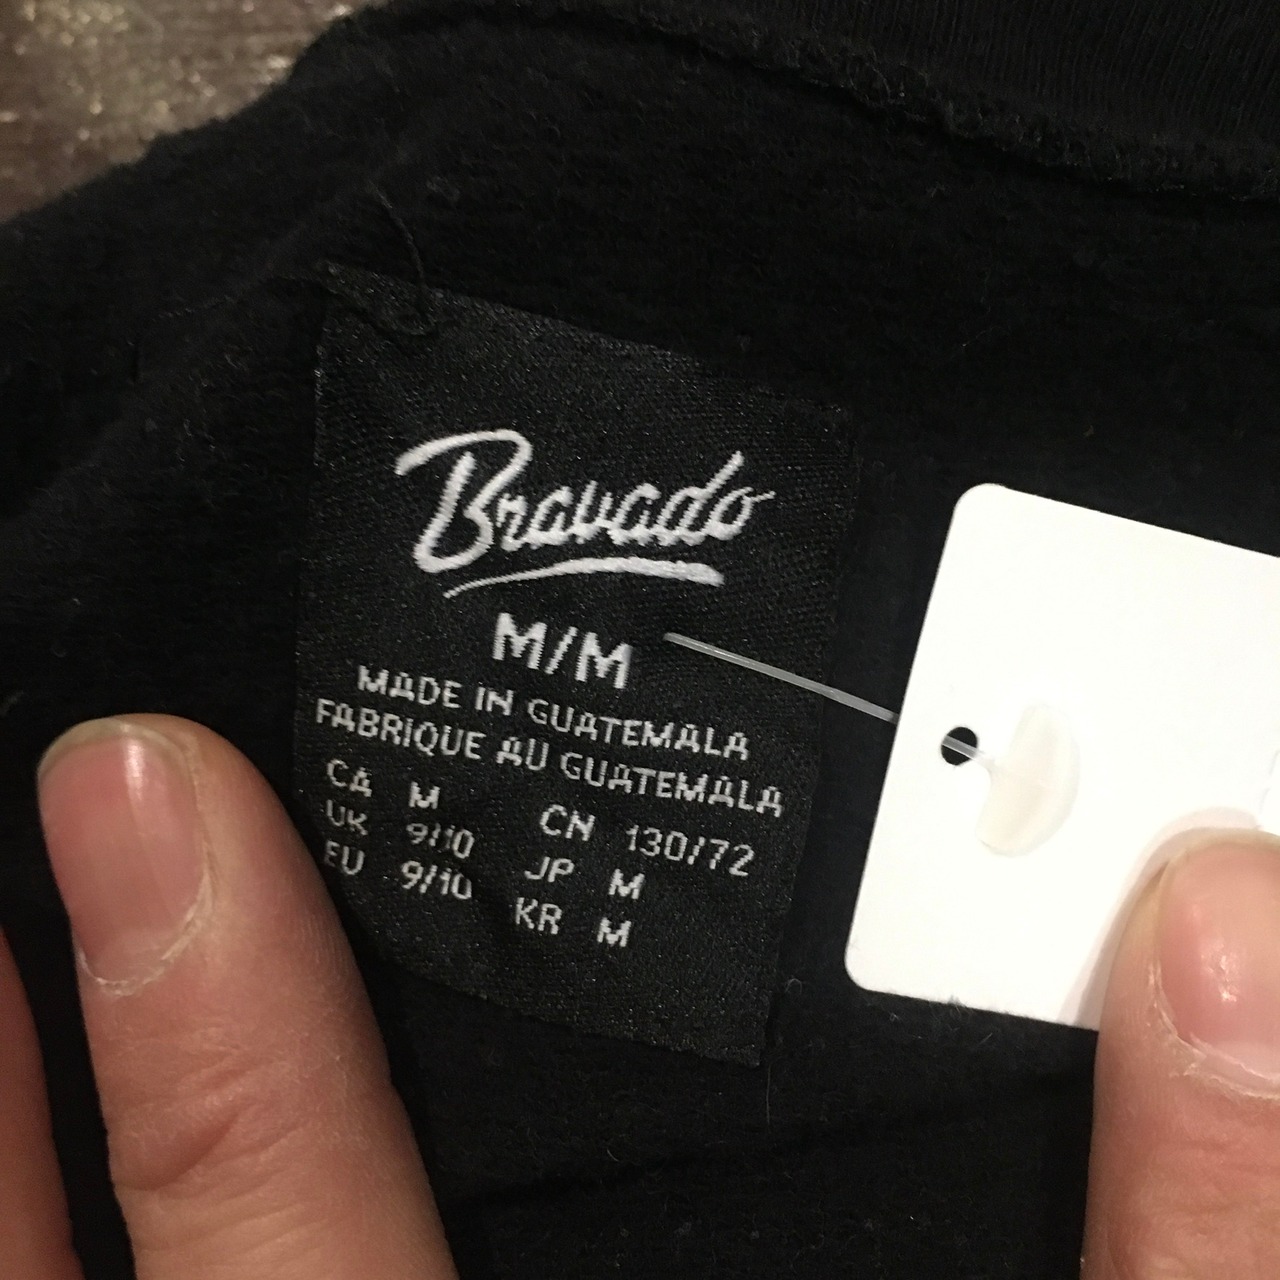 Bravado
M/M
MADE IN GUATEMALA
FABRIQUE AU GUATEMALA
CA M CN 130/72
UK 9/10 JP M
EU 9/10 KR M